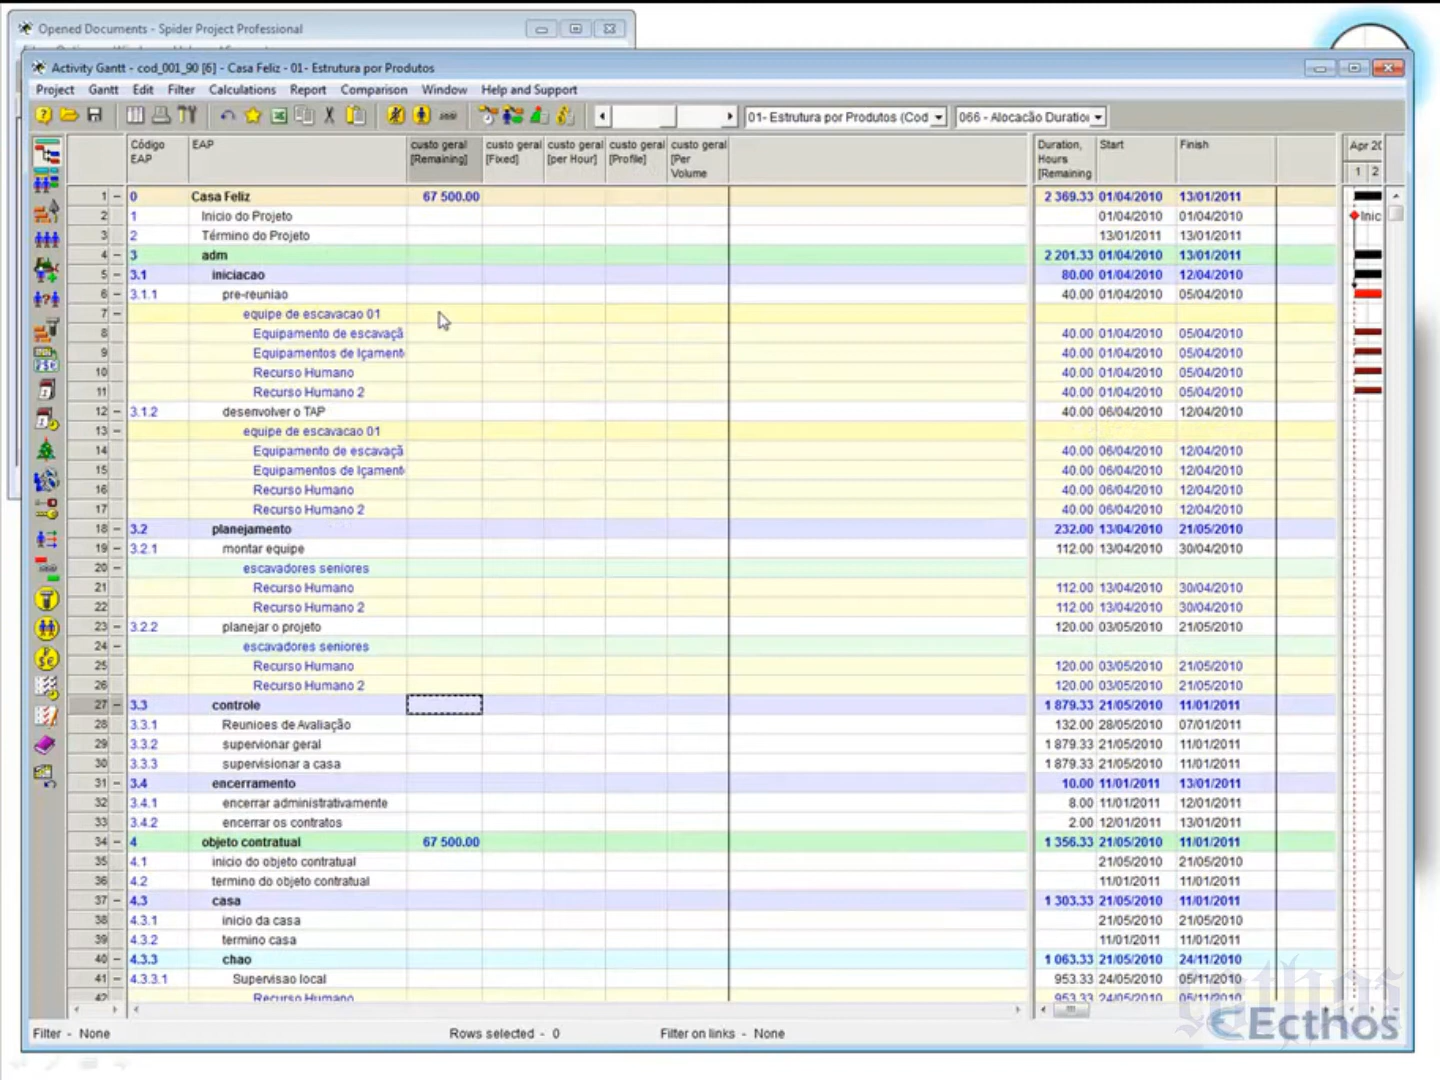 Opened Documents - Spider Project Professional
Activity Gantt - cod_001_90 [6] - Casa Feliz - 01- Estrutura por Produtos
Project Gantt Edit Filter Calculations Report Comparison Window Help and Support
01- Estrutura por Produtos (Cod 066 - Alocacão Duratioi
Código EAP custo geral custo geral custo geral custo geral custo geral Duration, Start Finish Apr 20
EAP [Remaining] [Fixed] [per Hour] [Profile] [Per Hours
Volume [Remaining 1 2
1 - 0 Casa Feliz 67 500.00 2 369.33 01/04/2010 13/01/2011
2 - 1 Inicio do Projeto 01/04/2010 01/04/2010 Inic
3 - 2 Término do Projeto 13/01/2011 13/01/2011
4 - 3 adm 2 201.33 01/04/2010 13/01/2011
5 - 3.1 iniciacao 80.00 01/04/2010 12/04/2010
6 - 3.1.1 pre-reuniao 40.00 01/04/2010 05/04/2010
7 - equipe de escavacao 01
8 Equipamento de escavaçã 40.00 01/04/2010 05/04/2010
9 Equipamentos de Içament 40.00 01/04/2010 05/04/2010
10 Recurso Humano 40.00 01/04/2010 05/04/2010
11 Recurso Humano 2 40.00 01/04/2010 05/04/2010
12 - 3.1.2 desenvolver o TAP 40.00 06/04/2010 12/04/2010
13 - equipe de escavacao 01
14 Equipamento de escavaçã 40.00 06/04/2010 12/04/2010
15 Equipamentos de Içament 40.00 06/04/2010 12/04/2010
16 Recurso Humano 40.00 06/04/2010 12/04/2010
17 Recurso Humano 2 40.00 06/04/2010 12/04/2010
18 - 3.2 planejamento 232.00 13/04/2010 21/05/2010
19 - 3.2.1 montar equipe 112.00 13/04/2010 30/04/2010
20 - escavadores seniores
21 Recurso Humano 112.00 13/04/2010 30/04/2010
22 Recurso Humano 2 112.00 13/04/2010 30/04/2010
23 - 3.2.2 planejar o projeto 120.00 03/05/2010 21/05/2010
24 - escavadores seniores
25 Recurso Humano 120.00 03/05/2010 21/05/2010
26 Recurso Humano 2 120.00 03/05/2010 21/05/2010
27 - 3.3 controle 1 879.33 21/05/2010 11/01/2011
28 - 3.3.1 Reunioes de Avaliação 132.00 28/05/2010 07/01/2011
29 - 3.3.2 supervionar geral 1 879.33 21/05/2010 11/01/2011
30 - 3.3.3 supervisionar a casa 1 879.33 21/05/2010 11/01/2011
31 - 3.4 encerramento 10.00 11/01/2011 13/01/2011
32 - 3.4.1 encerrar administrativamente 8.00 11/01/2011 12/01/2011
33 - 3.4.2 encerrar os contratos 2.00 12/01/2011 13/01/2011
34 - 4 objeto contratual 67 500.00 1 356.33 21/05/2010 11/01/2011
35 - 4.1 inicio do objeto contratual 21/05/2010 21/05/2010
36 - 4.2 termino do objeto contratual 11/01/2011 11/01/2011
37 - 4.3 casa 1 303.33 21/05/2010 11/01/2011
38 - 4.3.1 inicio da casa 21/05/2010 21/05/2010
39 - 4.3.2 termino casa 11/01/2011 11/01/2011
40 - 4.3.3 chao 1 063.33 21/05/2010 24/11/2010
41 - 4.3.3.1 Supervisao local 953.33 24/05/2010 05/11/2010
42 Recurso Humano 953.33 24/05/2010 05/11/2010
Filter - None Rows selected - 0 Filter on links - None
Ecthos